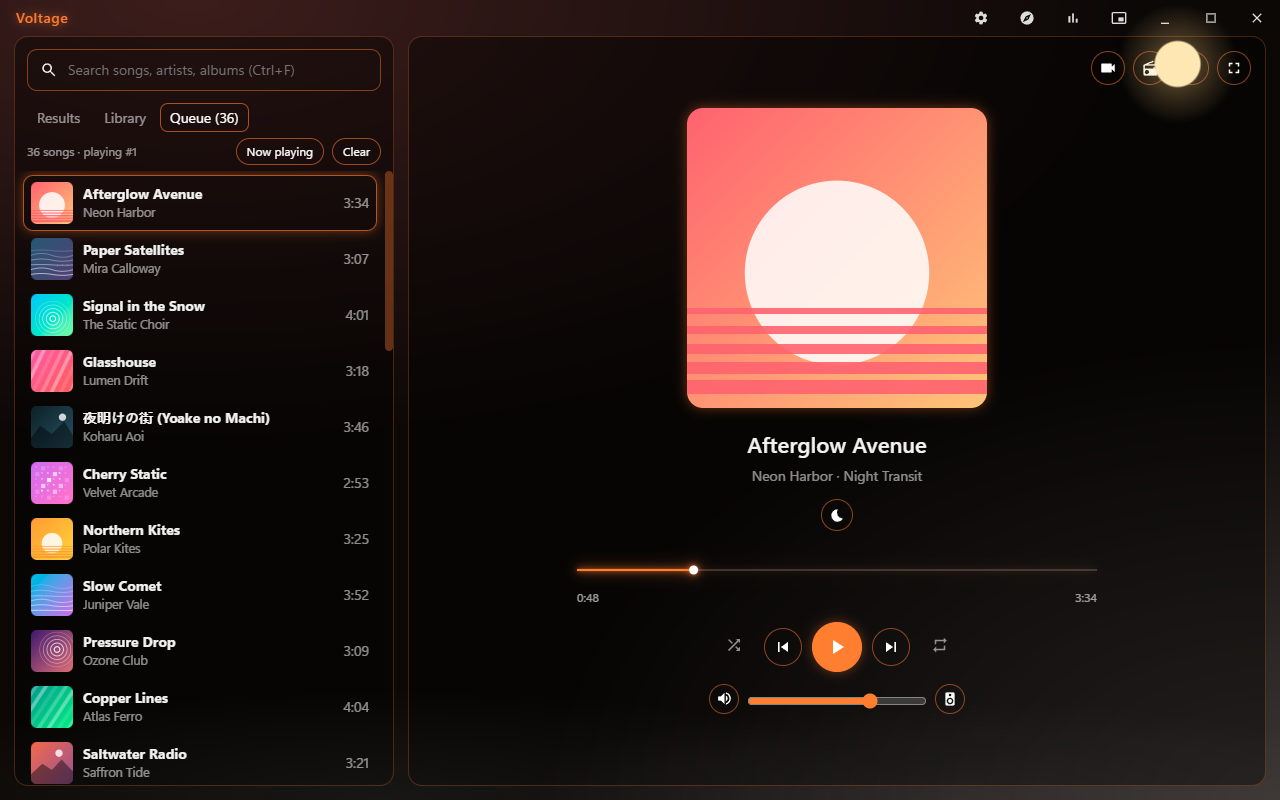 Voltage
Search songs, artists, albums (Ctrl+F)
Results Library Queue (36)
36 songs · playing #1 Now playing Clear
Afterglow Avenue
Neon Harbor
3:34
Paper Satellites
Mira Calloway
3:07
Signal in the Snow
The Static Choir
4:01
Glasshouse
Lumen Drift
3:18
夜明けの街 (Yoake no Machi)
Koharu Aoi
3:46
Cherry Static
Velvet Arcade
2:53
Northern Kites
Polar Kites
3:25
Slow Comet
Juniper Vale
3:52
Pressure Drop
Ozone Club
3:09
Copper Lines
Atlas Ferro
4:04
Saltwater Radio
Saffron Tide
3:21
Afterglow Avenue
Neon Harbor · Night Transit
0:48 3:34